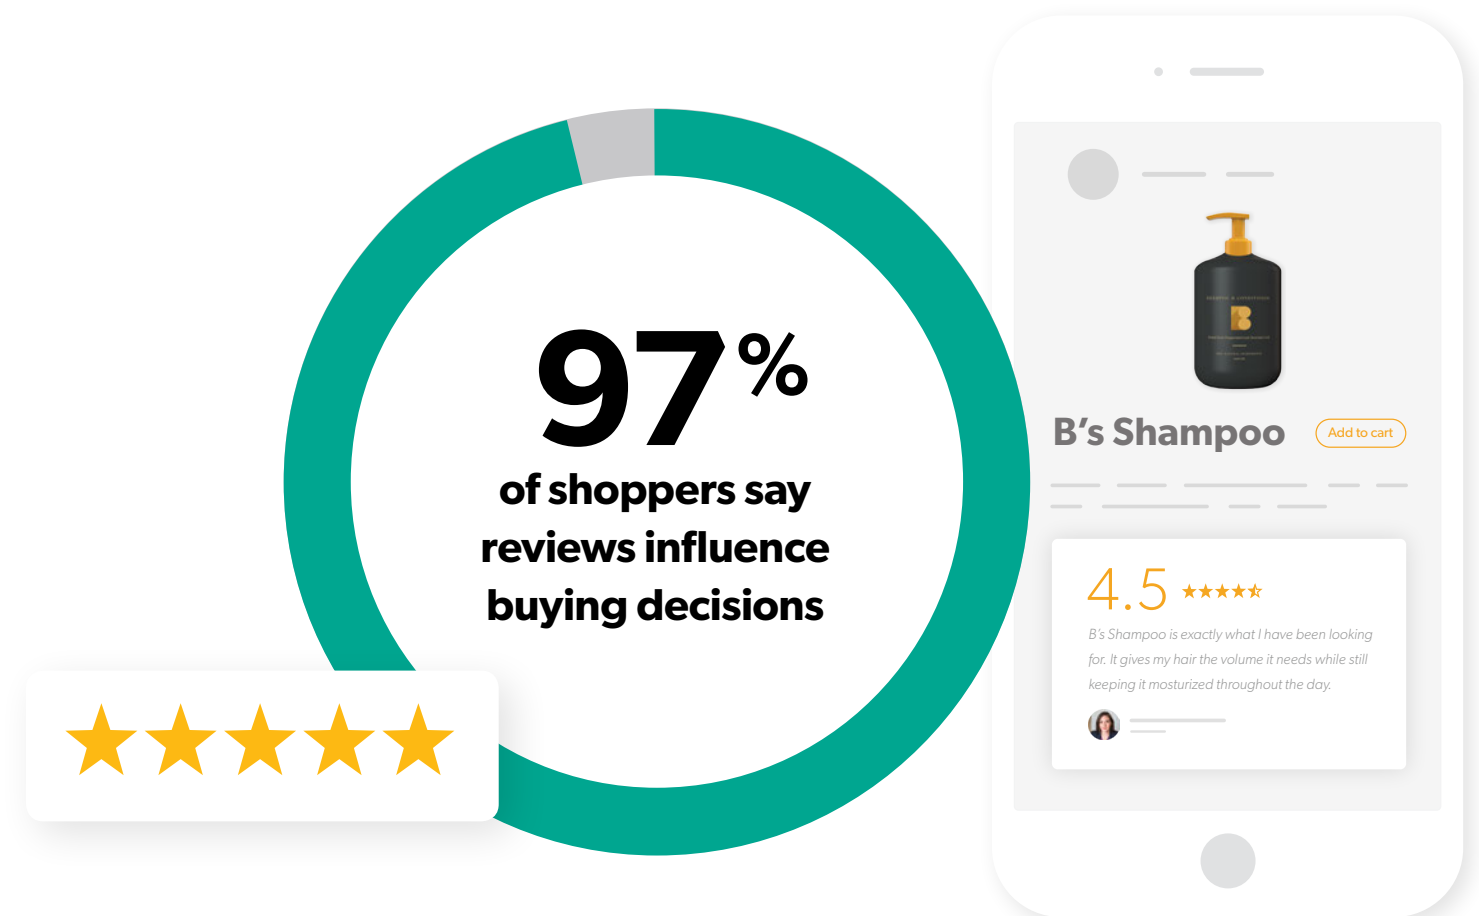 97%
of shoppers say
reviews influence
buying decisions
B
B's Shampoo
Add to cart
4.5
B's Shampoo is exactly what I have been looking
for. It gives my hair the volume it needs while still
keeping it mosturized throughout the day.